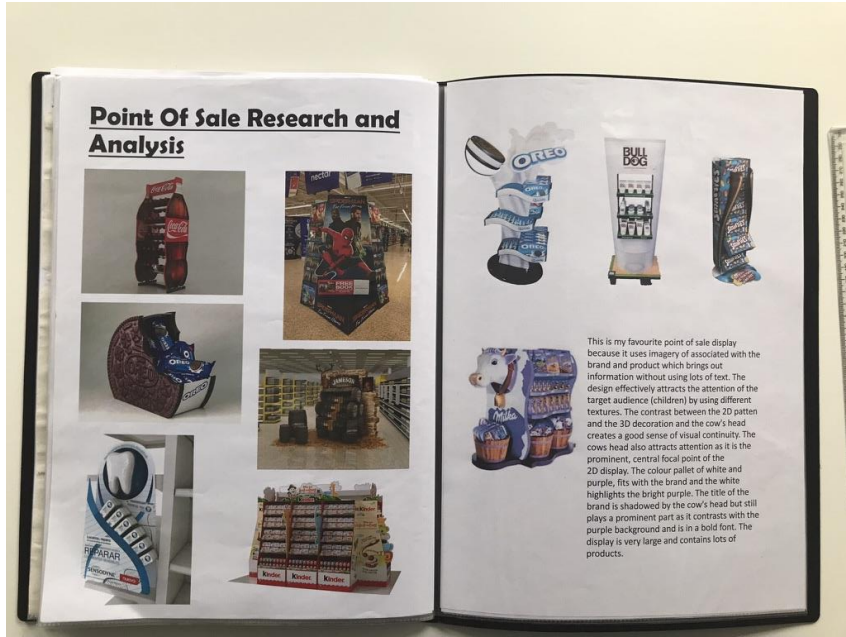 Point Of Sale Research and
Analysis
Coca-Cola
Coca-Cola
nectar
OREO
OREO
JAMESON
REPARAR
SENSODYNE
kinder
Kinder
Kinder
Kinder
OREO
BULL
DOG
OREO
Milka
This is my favourite point of sale display
because it uses imagery of associated with the
brand and product which brings out
information without using lots of text. The
design effectively attracts the attention of the
target audience (children) by using different
textures. The contrast between the 2D patten
and the 3D decoration and the cow's head
creates a good sense of visual continuity. The
cows head also attracts attention as it is the
prominent, central focal point of the
2D display. The colour pallet of white and
purple, fits with the brand and the white
highlights the bright purple. The title of the
brand is shadowed by the cow's head but still
plays a prominent part as it contrasts with the
purple background and is in a bold font. The
display is very large and contains lots of
products.